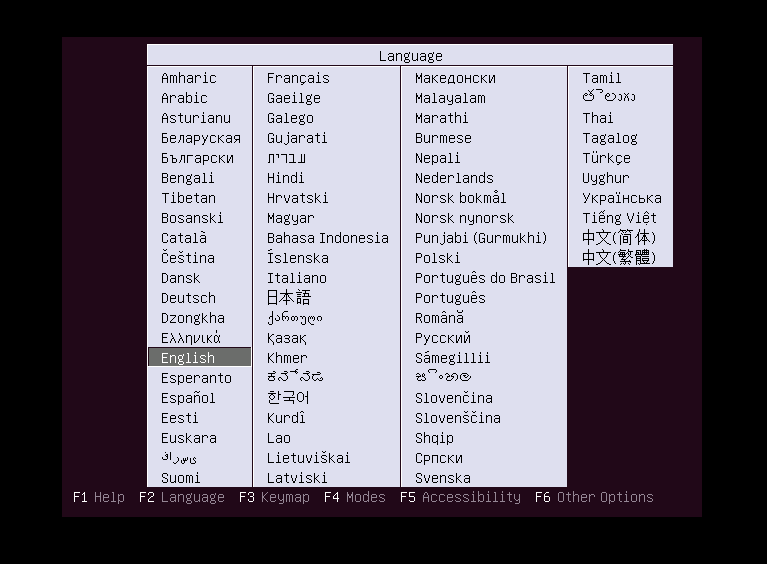 Language
Amharic
Arabic
Asturianu
Беларуская
Български
Bengali
Tibetan
Bosanski
Català
Čeština
Dansk
Deutsch
Dzongkha
Ελληνικά
English
Esperanto
Español
Eesti
Euskara
ﻰﺳﺭﺎﻓ
Suomi
Français
Gaeilge
Galego
Gujarati
עברית
Hindi
Hrvatski
Magyar
Bahasa Indonesia
Íslenska
Italiano
日本語
ქართული
Қазақ
Khmer
한국어
Kurdî
Lao
Lietuviškai
Latviski
Македонски
Malayalam
Marathi
Burmese
Nepali
Nederlands
Norsk bokmål
Norsk nynorsk
Punjabi (Gurmukhi)
Polski
Português do Brasil
Português
Română
Русский
Sámegillii
Slovenčina
Slovenščina
Shqip
Српски
Svenska
Tamil
Thai
Tagalog
Türkçe
Uyghur
Українська
Tiếng Việt
中文(简体)
中文(繁體)
F1 Help F2 Language F3 Keymap F4 Modes F5 Accessibility F6 Other Options